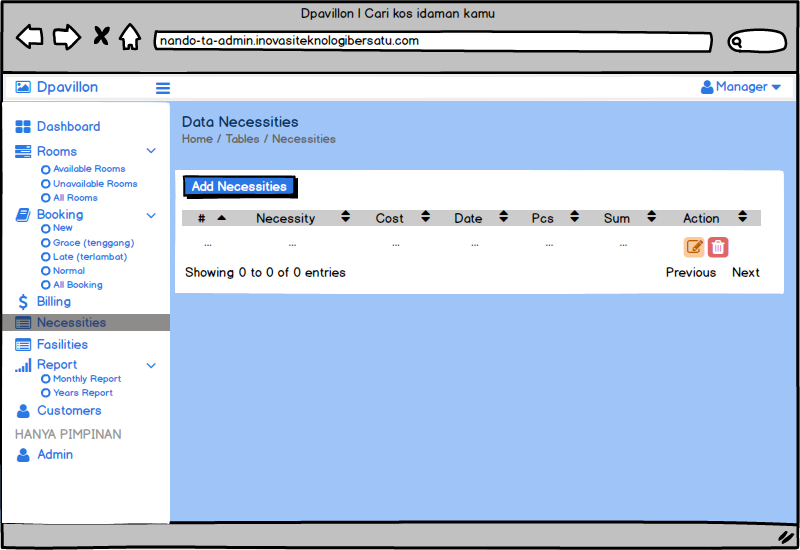 Dpavillon | Cari kos idaman kamu
nando-ta-admin.inovasiteknologibersatu.com
Dpavillon
Manager
Dashboard
Rooms
Available Rooms
Unavailable Rooms
All Rooms
Booking
New
Grace (tenggang)
Late (terlambat)
Normal
All Booking
Billing
Necessities
Fasilities
Report
Monthly Report
Years Report
Customers
HANYA PIMPINAN
Admin
Data Necessities
Home / Tables / Necessities
Add Necessities
# Necessity Cost Date Pcs Sum Action
... ... ... ... ... ...
Showing 0 to 0 of 0 entries
Previous Next